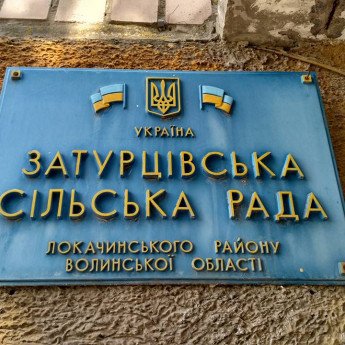 УКРАЇНА
ЗАТУРЦІВСЬКА
СІЛЬСЬКА РАДА
ЛОКАЧИНСЬКОГО РАЙОНУ
ВОЛИНСЬКОЇ ОБЛАСТІ